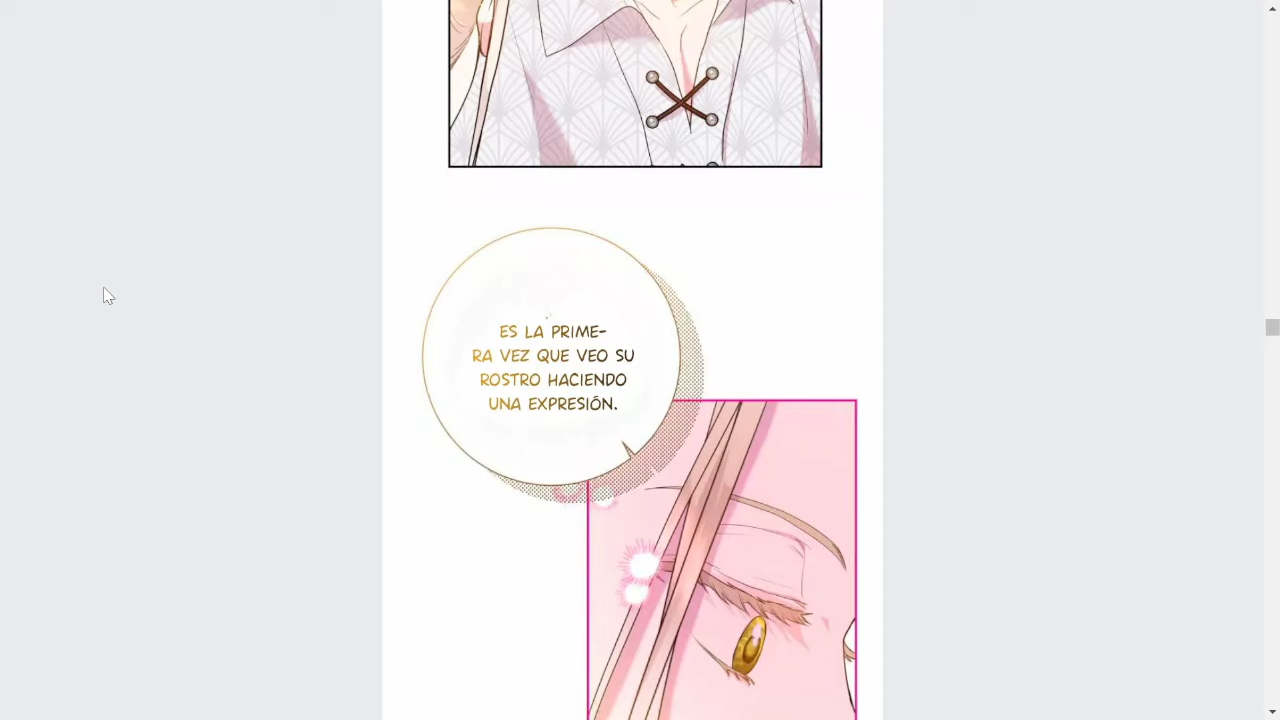 ES LA PRIME-
RA VEZ QUE VEO SU
ROSTRO HACIENDO
UNA EXPRESIÓN.